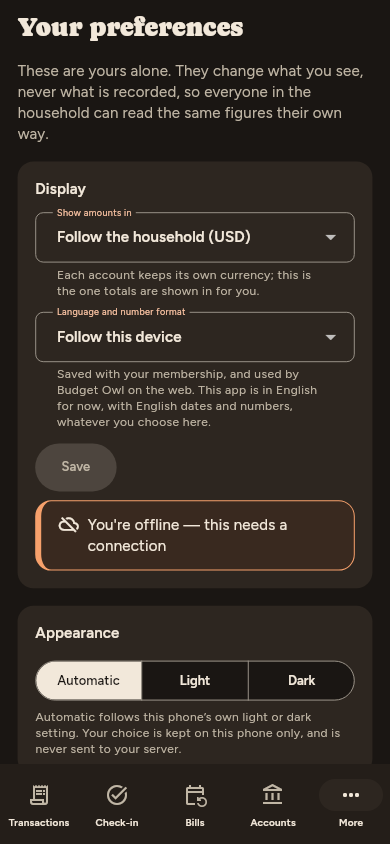 Your preferences
These are yours alone. They change what you see,
never what is recorded, so everyone in the
household can read the same figures their own
way.
Display
Show amounts in
Follow the household (USD)
Each account keeps its own currency; this is
the one totals are shown in for you.
Language and number format
Follow this device
Saved with your membership, and used by
Budget Owl on the web. This app is in English
for now, with English dates and numbers,
whatever you choose here.
Save
You're offline — this needs a
connection
Appearance
Automatic Light Dark
Automatic follows this phone's own light or dark
setting. Your choice is kept on this phone only, and is
never sent to your server.
Transactions Check-in Bills Accounts More